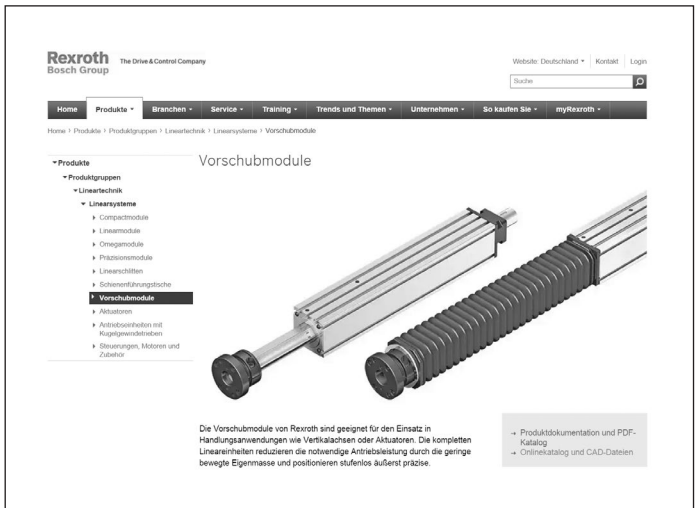 Rexroth
Bosch Group
The Drive & Control Company
Website: Deutschland
Kontakt
Login
Suche
Home Produkte Branchen Service Training Trends und Themen Unternehmen So kaufen Sie myRexroth
Home › Produkte › Produktgruppen › Lineartechnik › Linearsysteme › Vorschubmodule
Produkte
Produktgruppen
Lineartechnik
Linearsysteme
Compactmodule
Linearmodule
Omegamodule
Präzisionsmodule
Linearschlitten
Schienenführungstische
Vorschubmodule
Aktuatoren
Antriebseinheiten mit
Kugelgewindetrieben
Steuerungen, Motoren und
Zubehör
Vorschubmodule
Die Vorschubmodule von Rexroth sind geeignet für den Einsatz in
Handlungsanwendungen wie Vertikalachsen oder Aktuatoren. Die kompletten
Lineareinheiten reduzieren die notwendige Antriebsleistung durch die geringe
bewegte Eigenmasse und positionieren stufenlos äußerst präzise.
→ Produktdokumentation und PDF-
Katalog
→ Onlinekatalog und CAD-Dateien